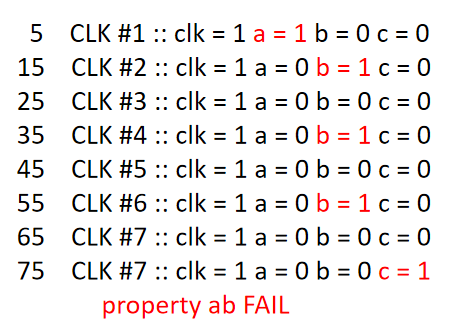 5 CLK #1 :: clk = 1 a = 1 b = 0 c = 0
15 CLK #2 :: clk = 1 a = 0 b = 1 c = 0
25 CLK #3 :: clk = 1 a = 0 b = 0 c = 0
35 CLK #4 :: clk = 1 a = 0 b = 1 c = 0
45 CLK #5 :: clk = 1 a = 0 b = 0 c = 0
55 CLK #6 :: clk = 1 a = 0 b = 1 c = 0
65 CLK #7 :: clk = 1 a = 0 b = 0 c = 0
75 CLK #7 :: clk = 1 a = 0 b = 0 c = 1
property ab FAIL